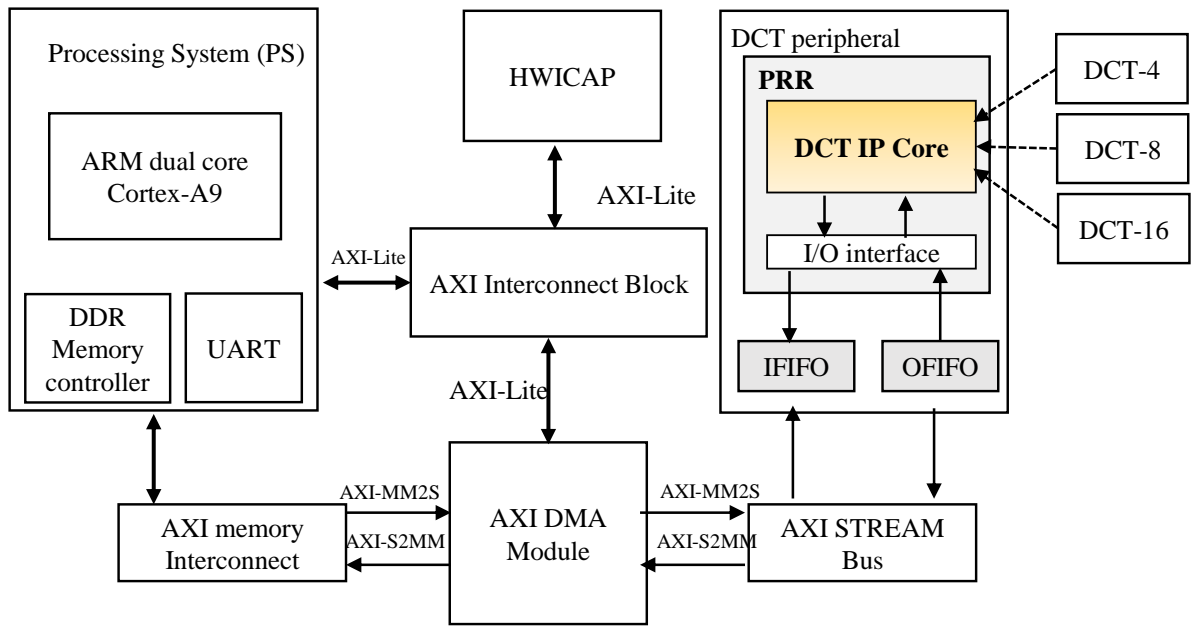 Processing System (PS)
ARM dual core
Cortex-A9
DDR
Memory
controller
UART
HWICAP
AXI-Lite
AXI-Lite
AXI Interconnect Block
AXI-Lite
DCT peripheral
PRR
DCT IP Core
I/O interface
IFIFO
OFIFO
DCT-4
DCT-8
DCT-16
AXI memory
Interconnect
AXI-MM2S
AXI-S2MM
AXI DMA
Module
AXI-MM2S
AXI-S2MM
AXI STREAM
Bus